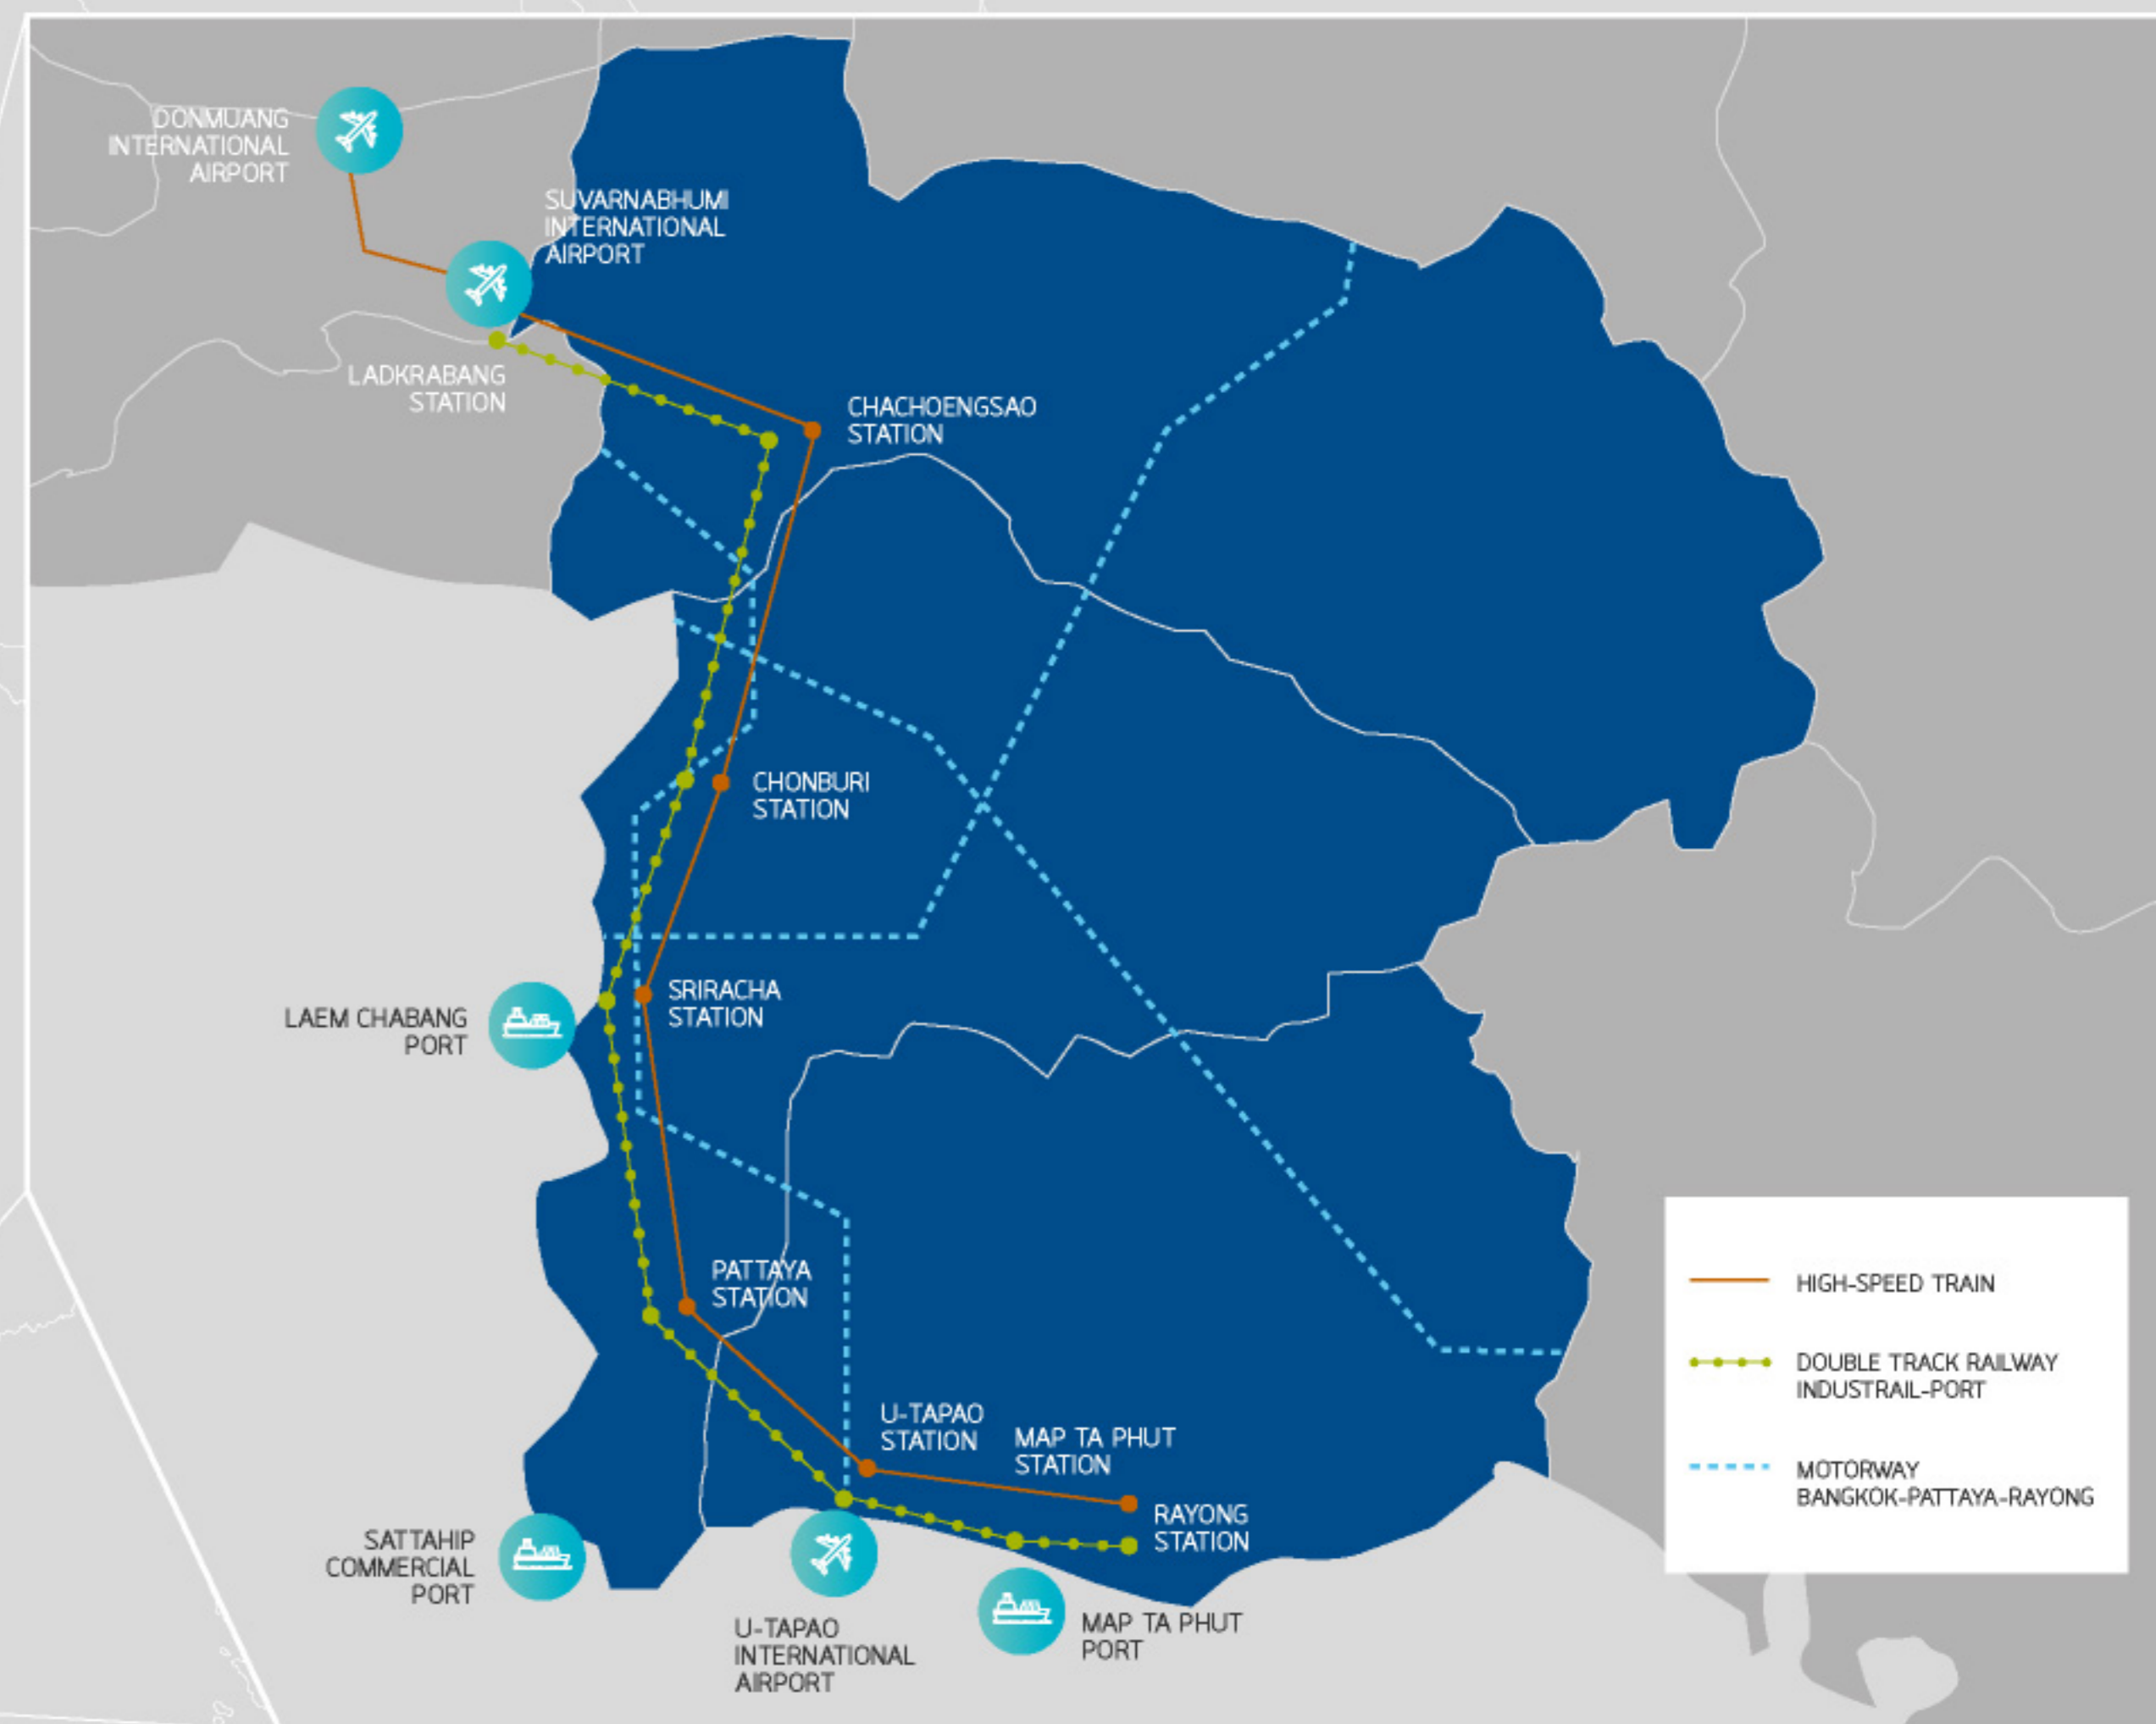 DONMUANG
INTERNATIONAL
AIRPORT
SUVARNABHUMI
INTERNATIONAL
AIRPORT
LADKRABANG
STATION
CHACHOENGSAO
STATION
CHONBURI
STATION
LAEM CHABANG
PORT
SRIRACHA
STATION
PATTAYA
STATION
U-TAPAO
STATION
MAP TA PHUT
STATION
RAYONG
STATION
SATTAHIP
COMMERCIAL
PORT
U-TAPAO
INTERNATIONAL
AIRPORT
MAP TA PHUT
PORT
HIGH-SPEED TRAIN
DOUBLE TRACK RAILWAY
INDUSTRAIL-PORT
MOTORWAY
BANGKOK-PATTAYA-RAYONG